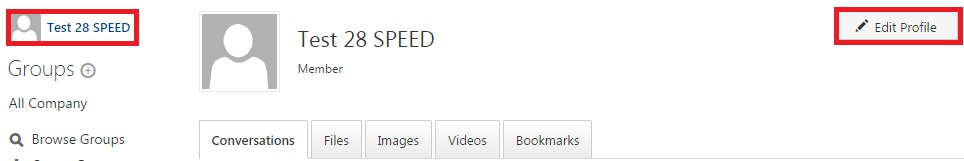 Test 28 SPEED
Groups
All Company
Browse Groups
Test 28 SPEED
Member
Edit Profile
Conversations Files Images Videos Bookmarks